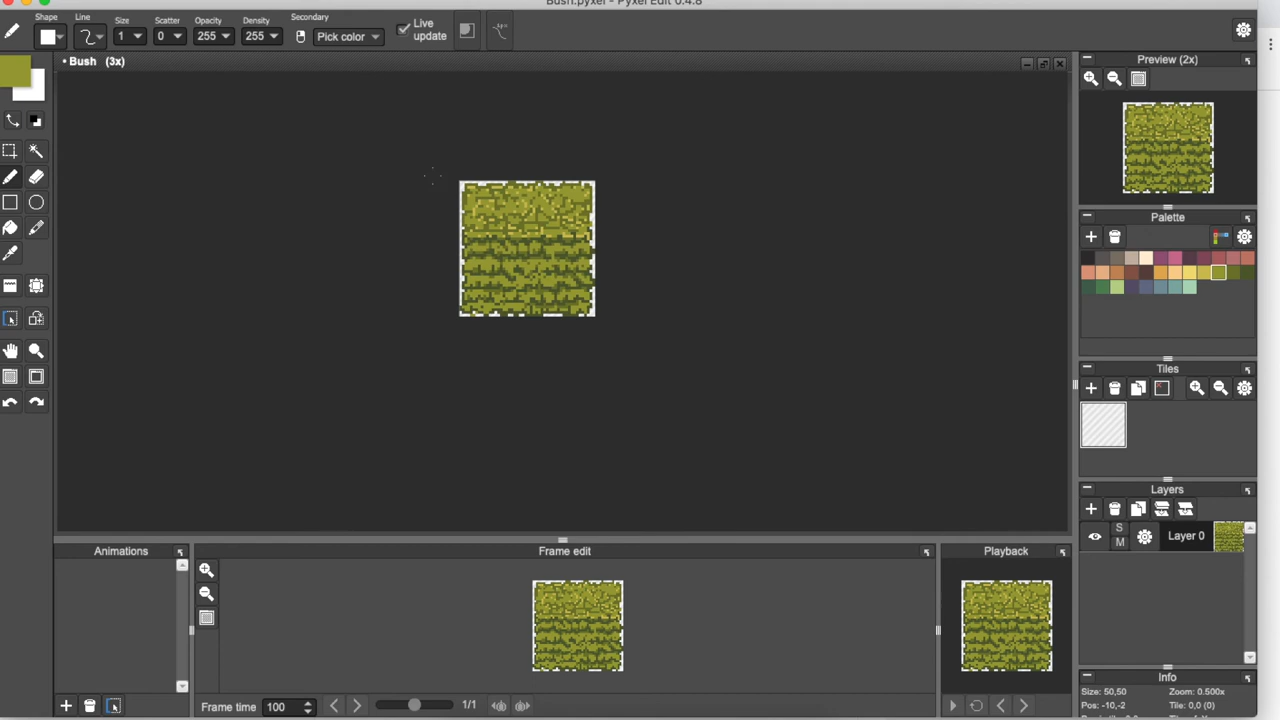 Bush.pyxel - Pyxel Edit 0.4.8
Shape Line Size Scatter Opacity Density Secondary
1 0 255 255 Pick color Live update
• Bush (3x)
Preview (2x)
Palette
Tiles
Layers
S
M
Layer 0
Animations
Frame edit
Playback
Frame time 100 1/1
Info
Size: 50,50 Zoom: 0.500x
Pos: -10,-2 Tile: 0,0 (0)